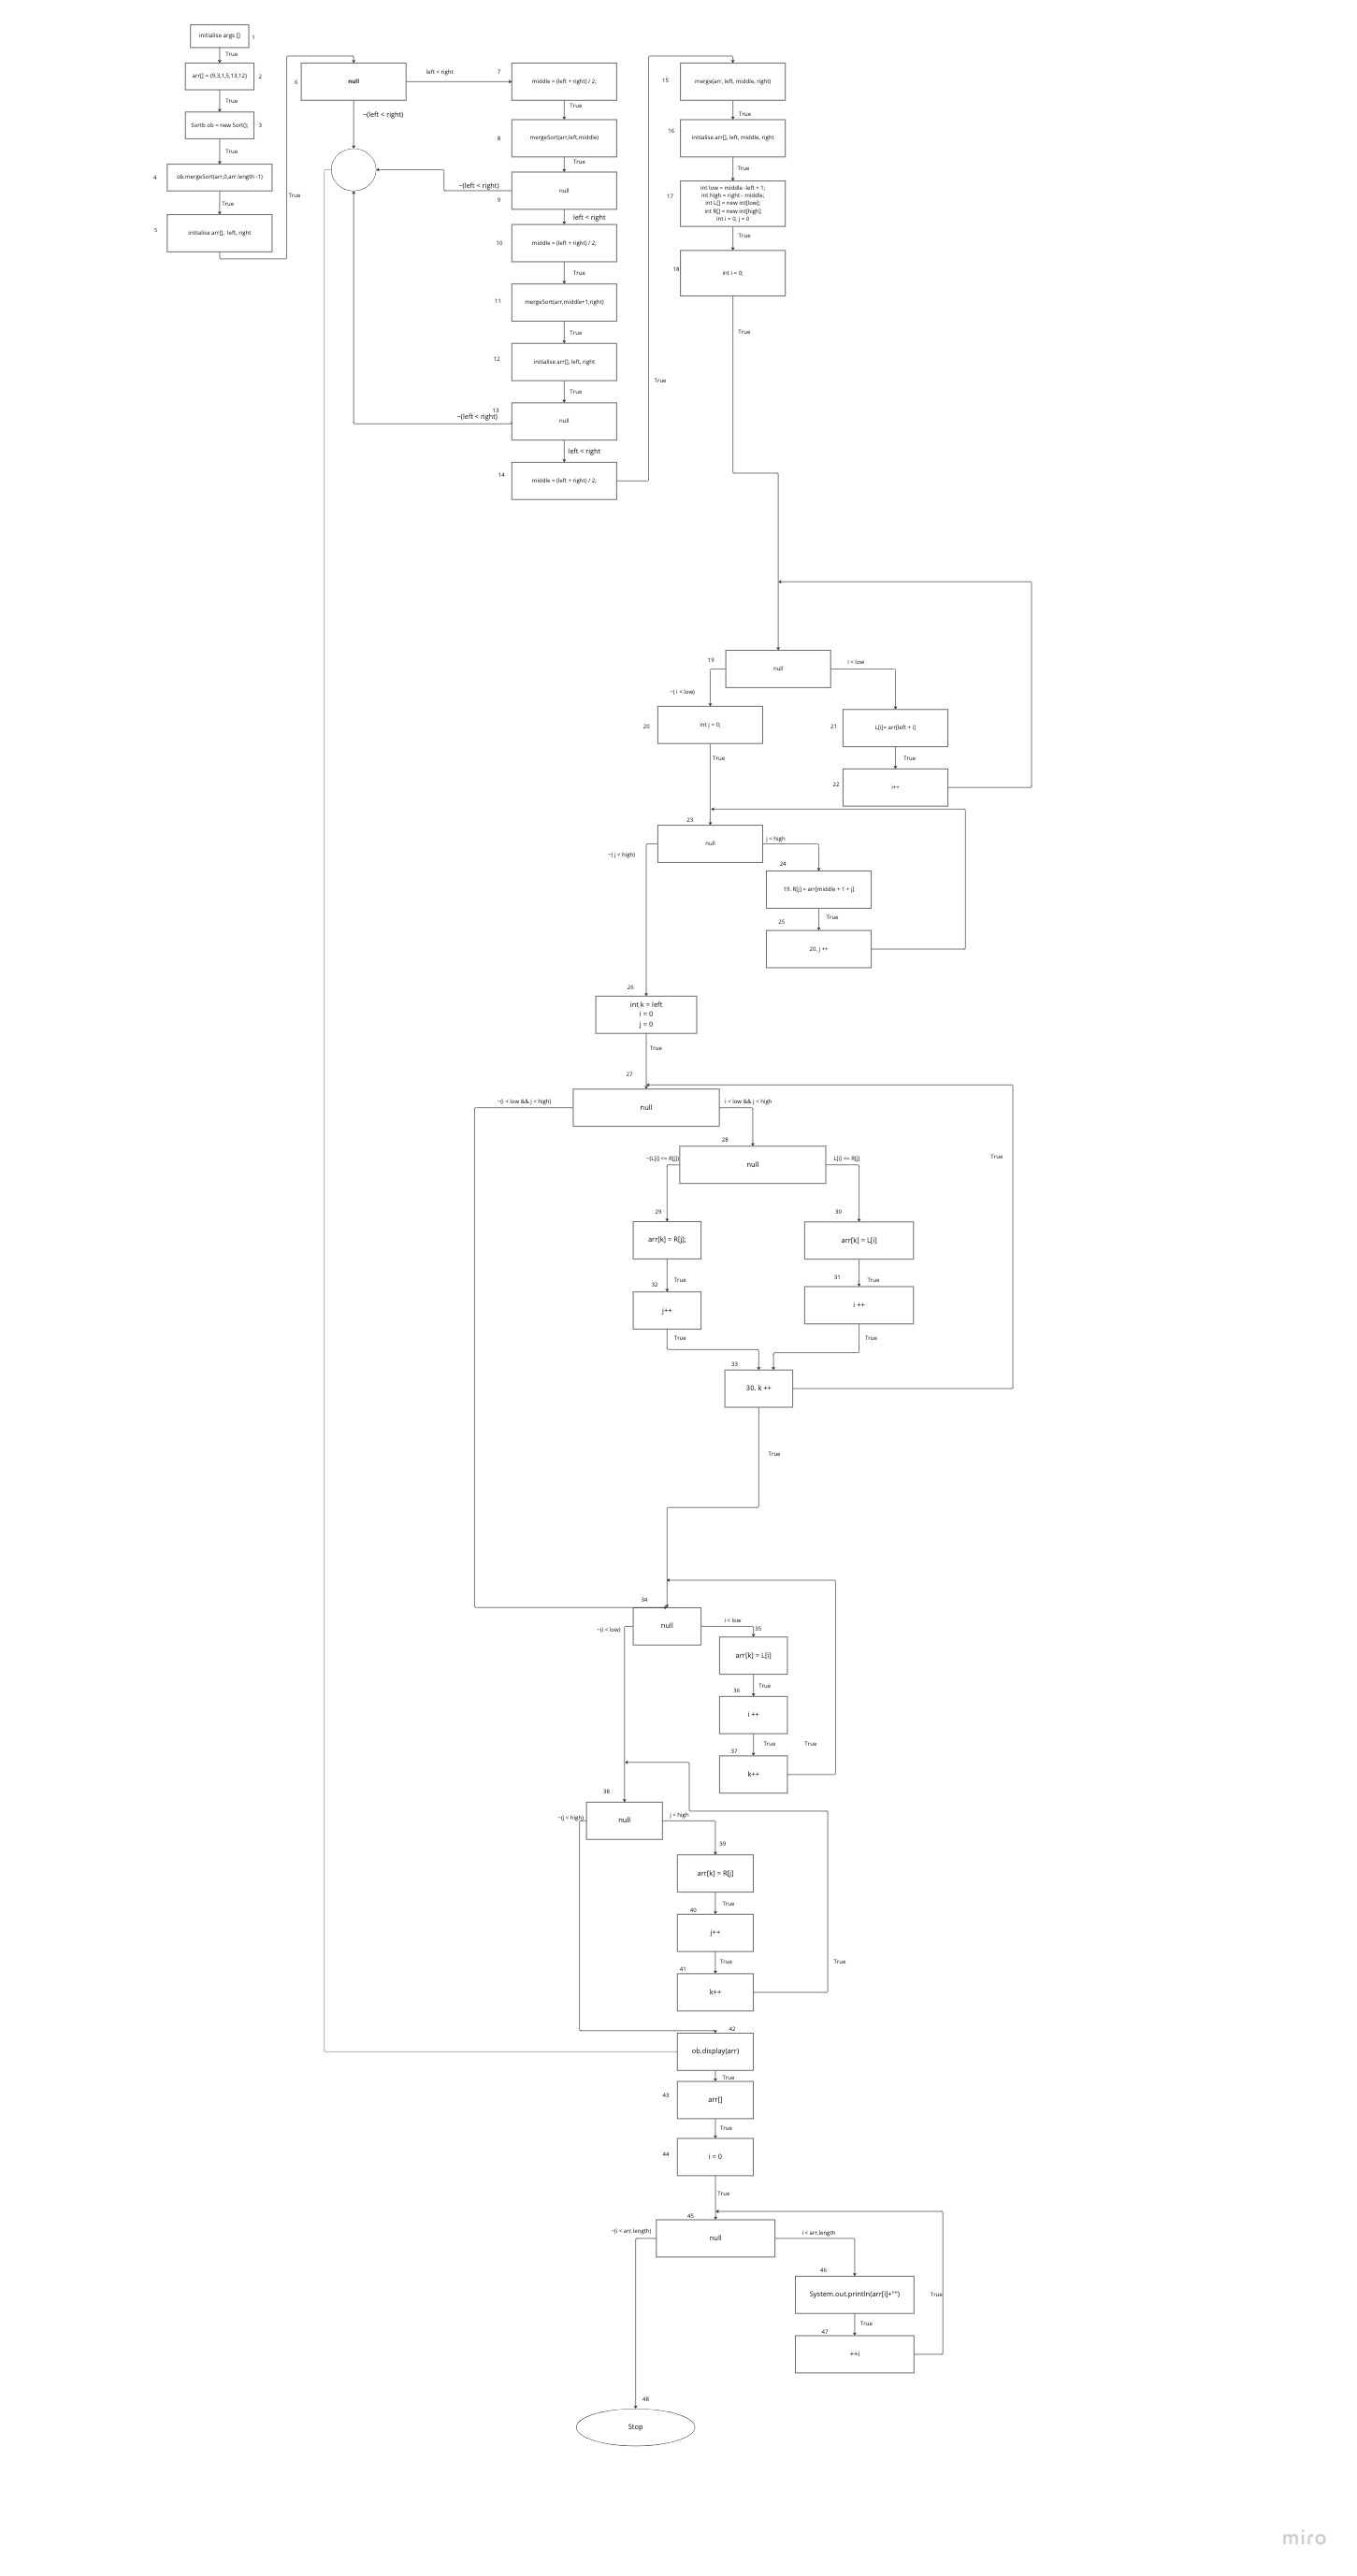 initialise args []
1
True
arr[] = (9,3,1,5,13,12)
2
True
Sortb ob = new Sort();
3
True
4
ob.mergeSort(arr,0,arr.length -1)
True
5
initialise arr[], left, right
True
6
null
left < right
~(left < right)
7
middle = (left + right) / 2;
True
8
mergeSort(arr,left,middle)
True
~(left < right)
9
null
left < right
10
middle = (left + right) / 2;
True
11
mergeSort(arr,middle+1,right)
True
12
initialise arr[], left, right
True
13
~(left < right)
null
left < right
14
middle = (left + right) / 2;
True
15
merge(arr, left, middle, right)
True
16
initialise arr[], left, middle, right
True
17
int low = middle -left + 1;
int high = right - middle;
int L[] = new int[low];
int R[] = new int[high]
int i = 0, j = 0
True
18
int i = 0;
True
19
null
i < low
~( i < low)
20
int j = 0;
True
21
L[i]= arr[left + i]
True
22
i++
23
null
j < high
~( j < high)
24
19. R[j] = arr[middle + 1 + j]
True
25
20. j ++
26
int k = left
i = 0
j = 0
True
27
~(i < low && j < high)
null
i < low && j < high
28
~(L[i] <= R[j])
null
L[i] <= R[j]
True
29
arr[k] = R[j];
True
30
arr[k] = L[i]
True
32
j++
True
31
i ++
True
33
30. k ++
True
34
~(i < low)
null
i < low
35
arr[k] = L[i]
True
36
i ++
True
True
37
k++
38
~(j < high)
null
j < high
39
arr[k] = R[j]
True
40
j++
True
True
41
k++
42
ob.display(arr)
True
43
arr[]
True
44
i = 0
True
45
~(i < arr.length)
null
i < arr.length
46
System.out.println(arr[i]+"")
True
True
47
++i
48
Stop
miro